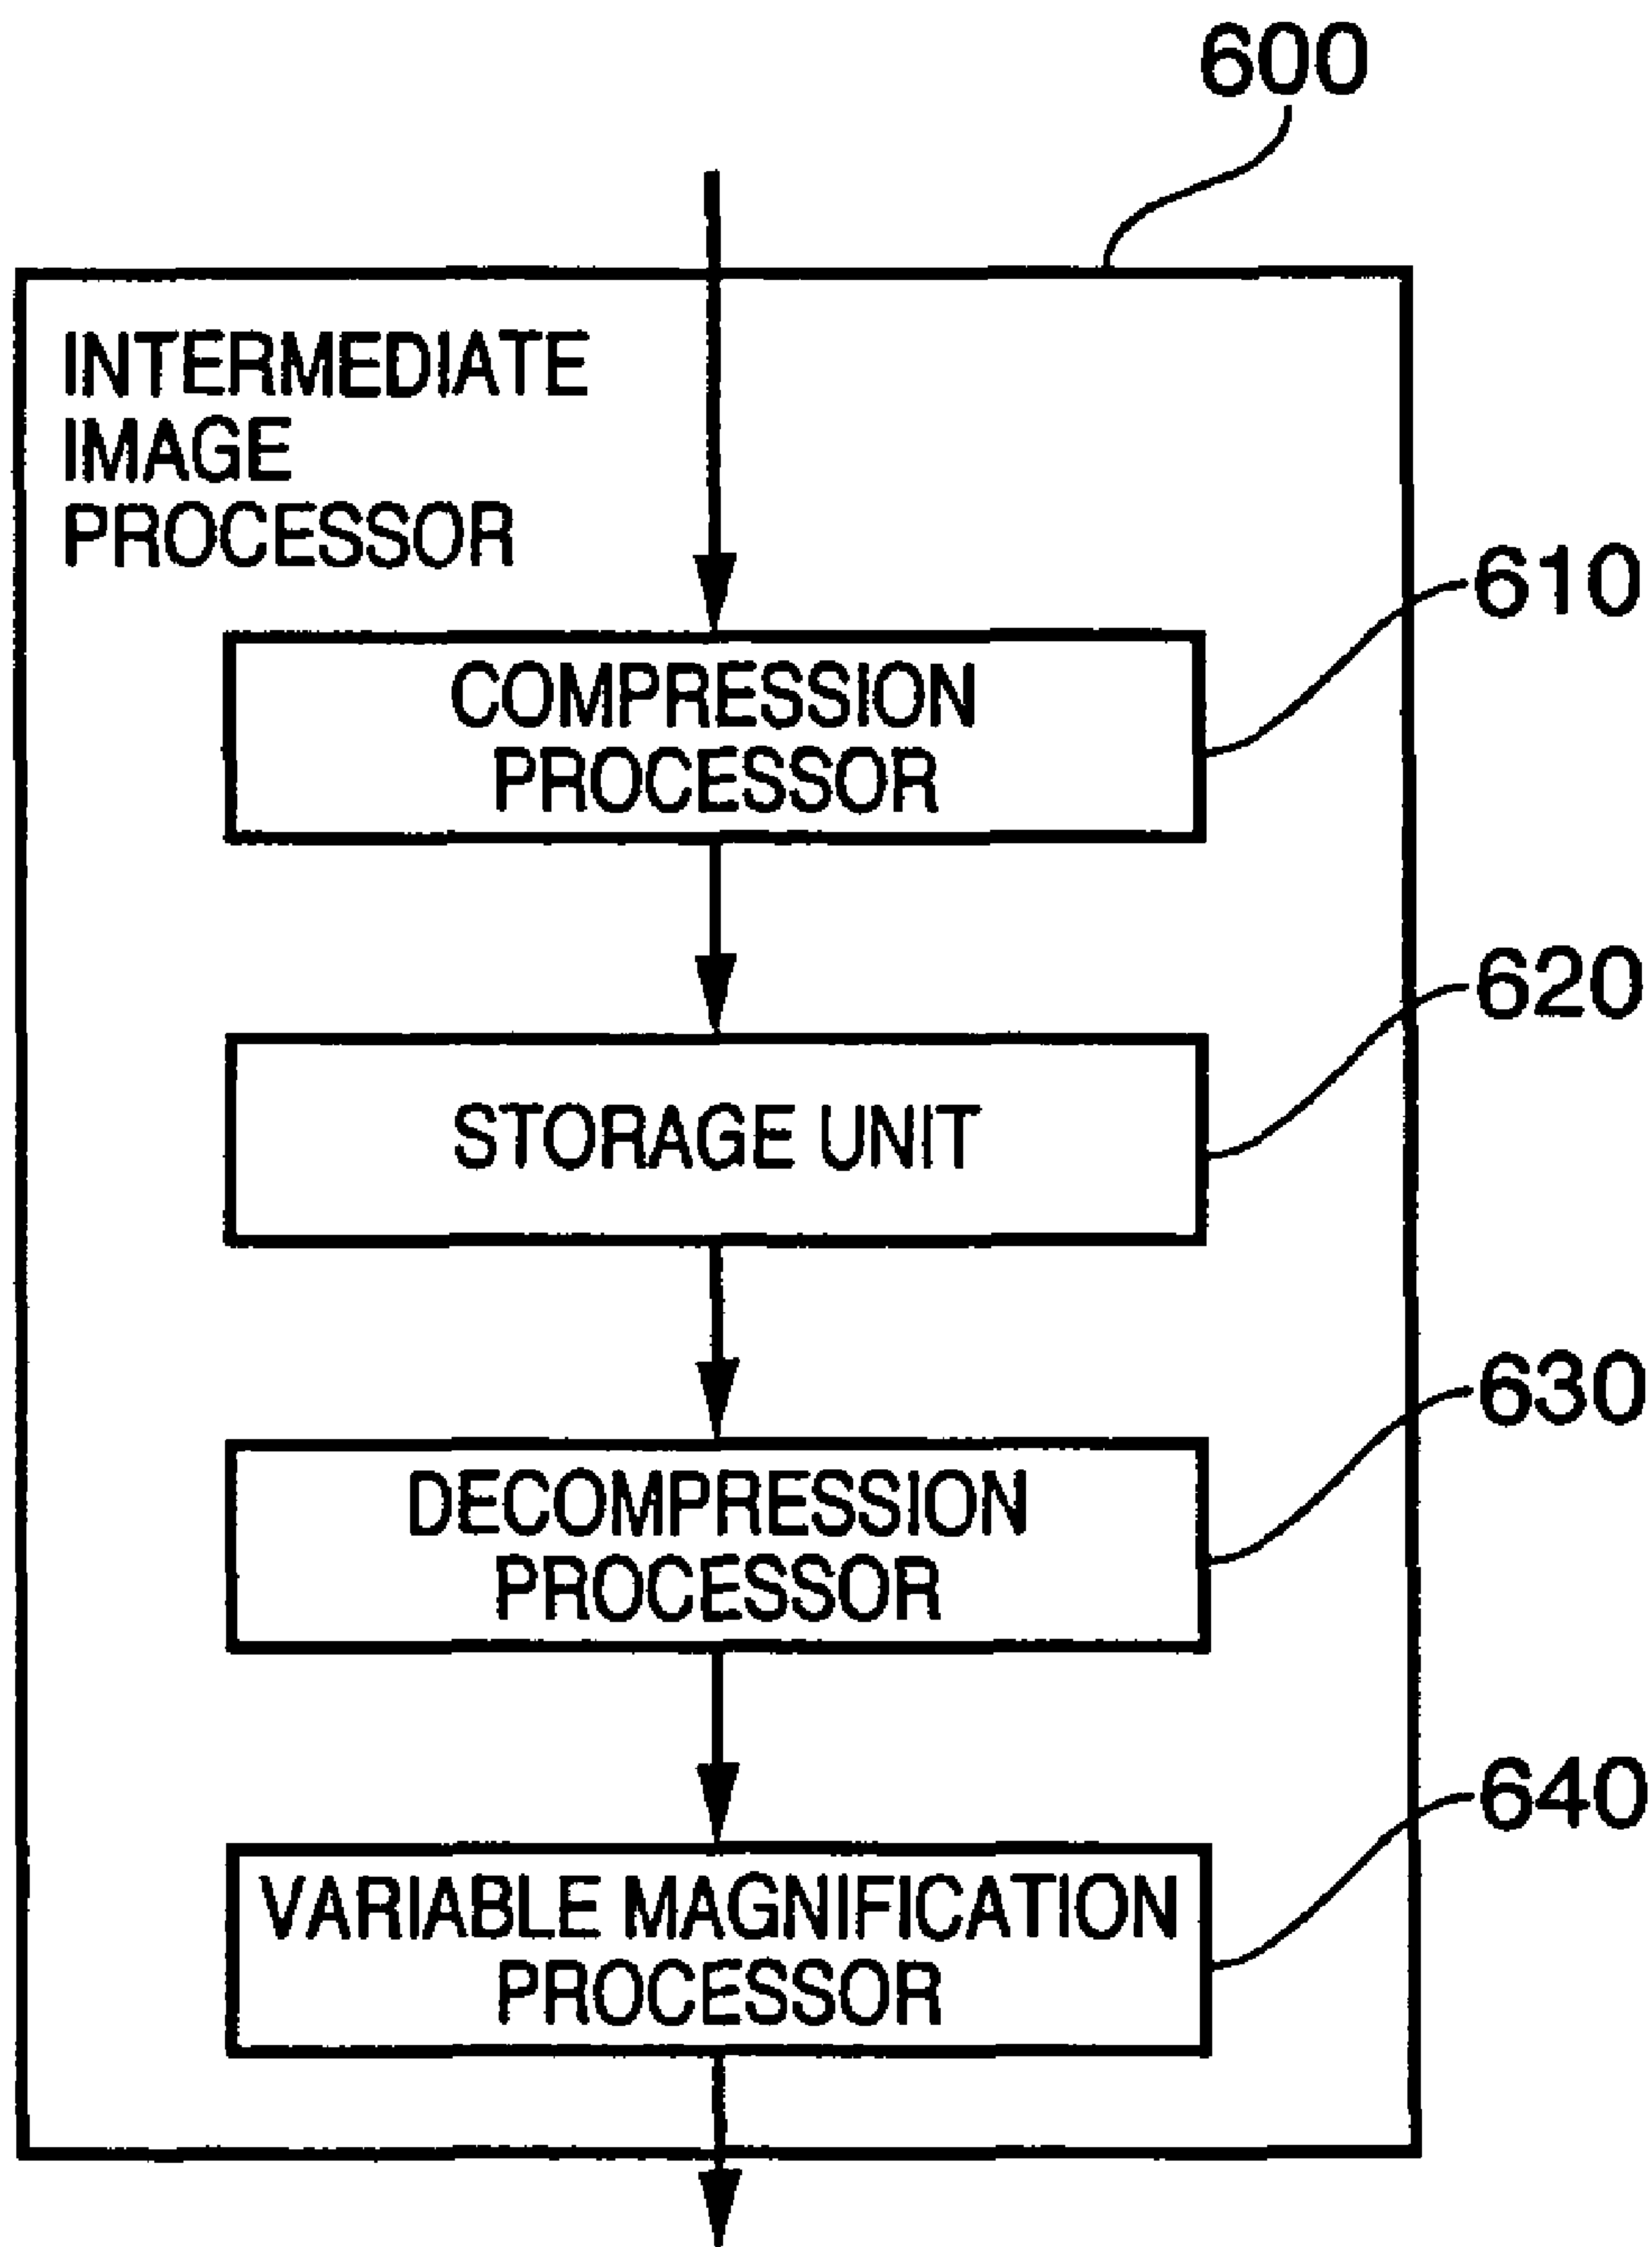 600
INTERMEDIATE
IMAGE
PROCESSOR
610
COMPRESSION
PROCESSOR
620
STORAGE UNIT
630
DECOMPRESSION
PROCESSOR
640
VARIABLE MAGNIFICATION
PROCESSOR